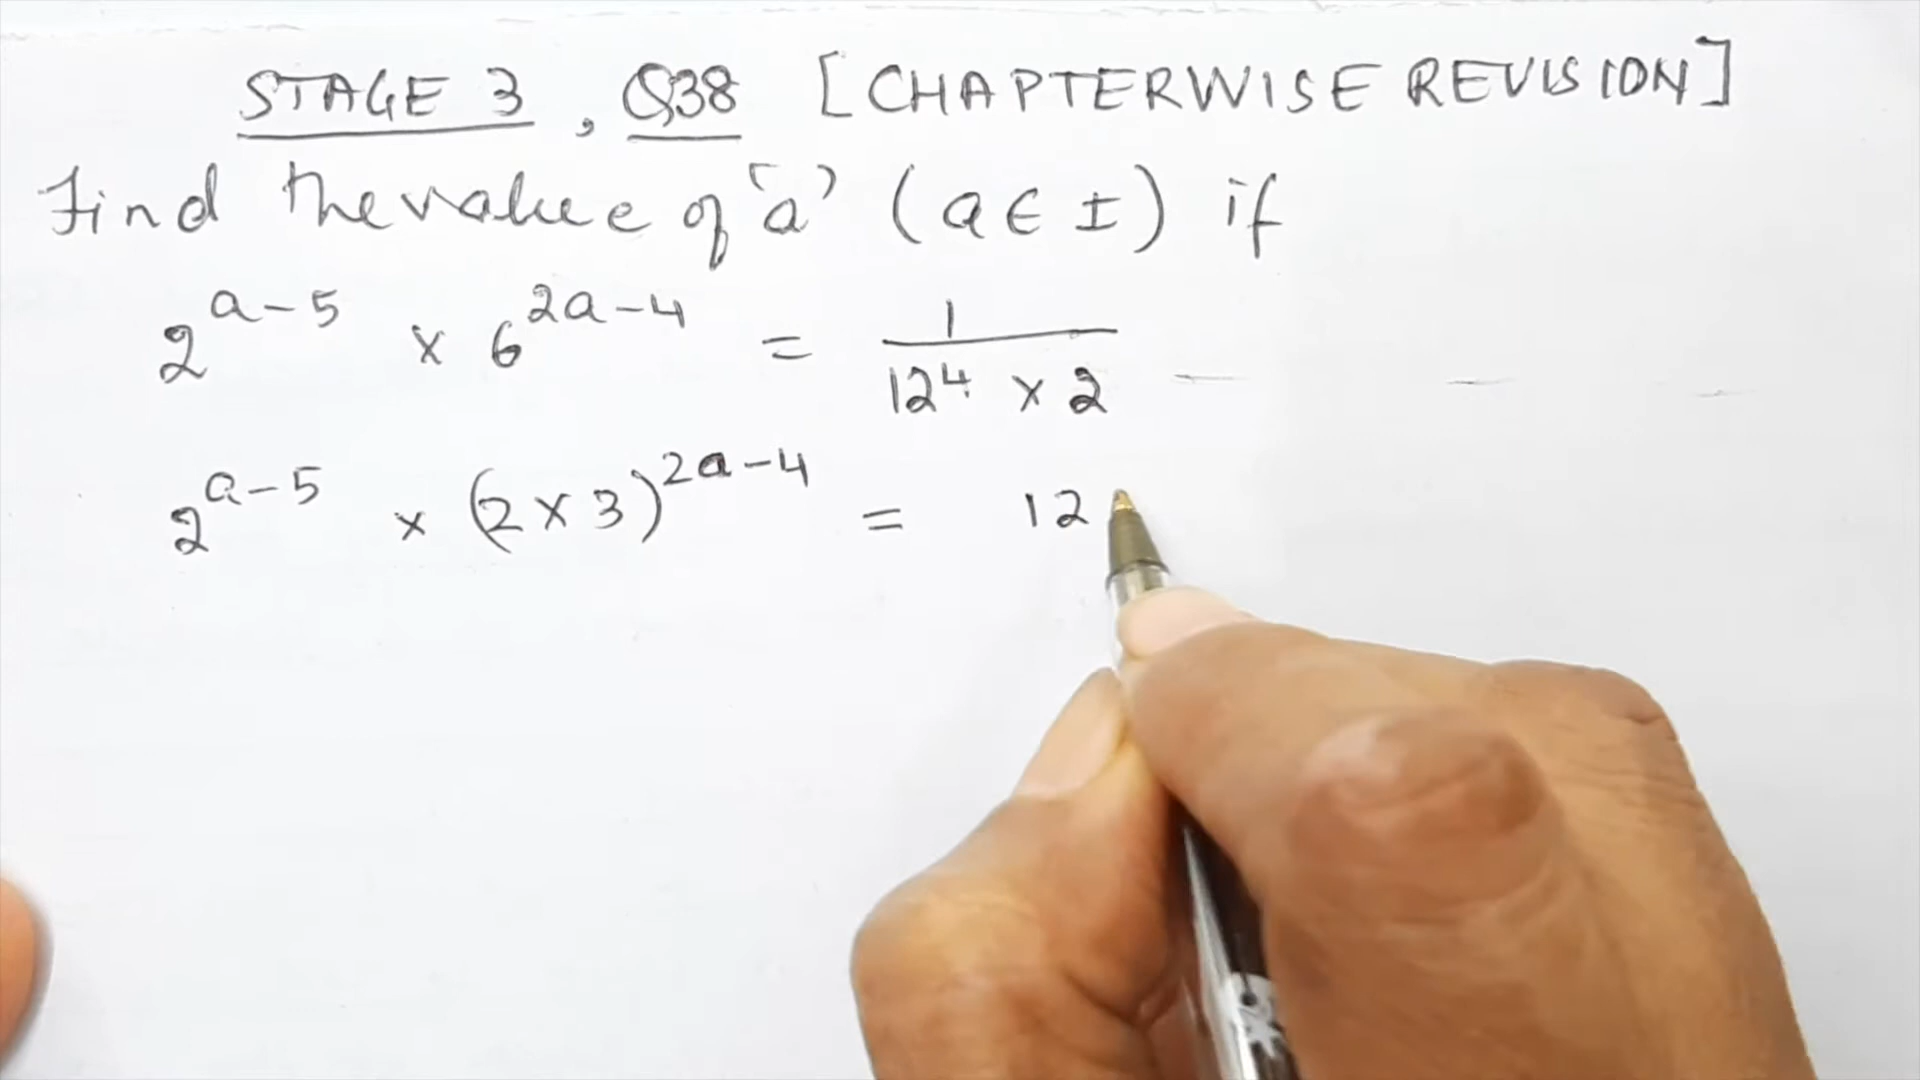 STAGE 3, Q38 [CHAPTERWISE REVISION]
Find the value of 'a' (a ∈ I) if
2^(a-5) × 6^(2a-4) = 1/(12^4 × 2)
2^(a-5) × (2×3)^(2a-4) = 12